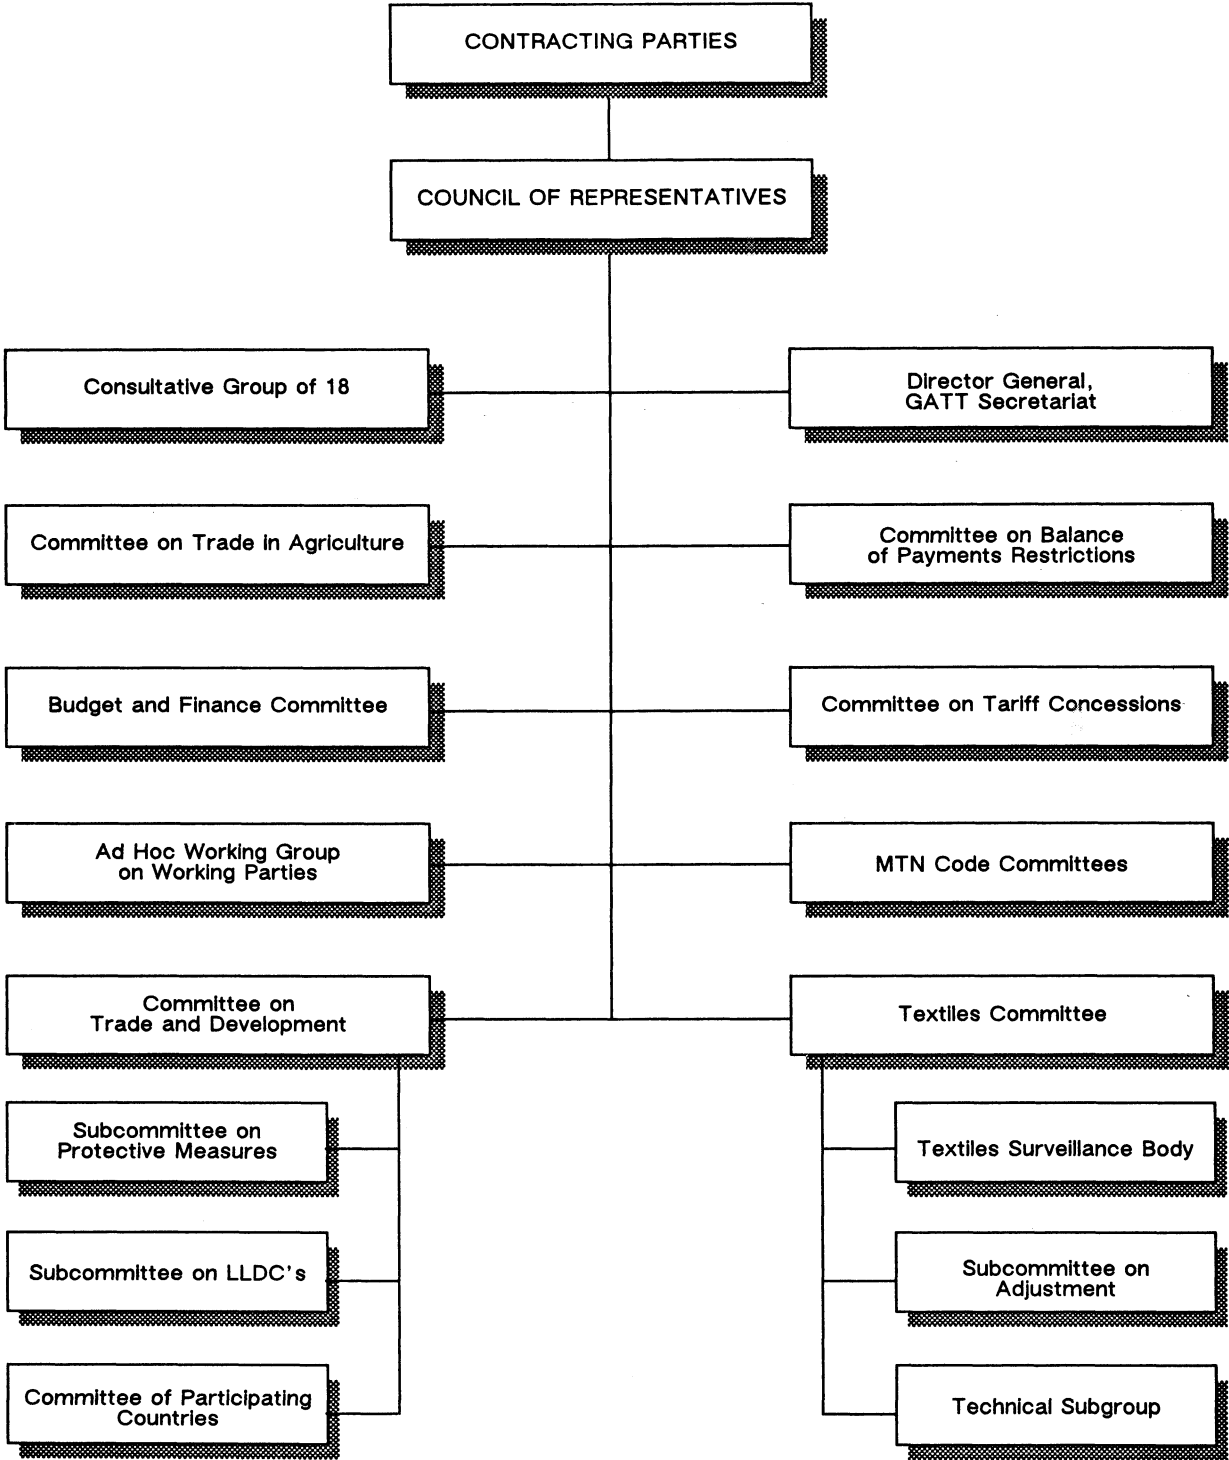 CONTRACTING PARTIES
COUNCIL OF REPRESENTATIVES
Consultative Group of 18
Director General,
GATT Secretariat
Committee on Trade in Agriculture
Committee on Balance
of Payments Restrictions
Budget and Finance Committee
Committee on Tariff Concessions
Ad Hoc Working Group
on Working Parties
MTN Code Committees
Committee on
Trade and Development
Textiles Committee
Subcommittee on
Protective Measures
Textiles Surveillance Body
Subcommittee on LLDC's
Subcommittee on
Adjustment
Committee of Participating
Countries
Technical Subgroup